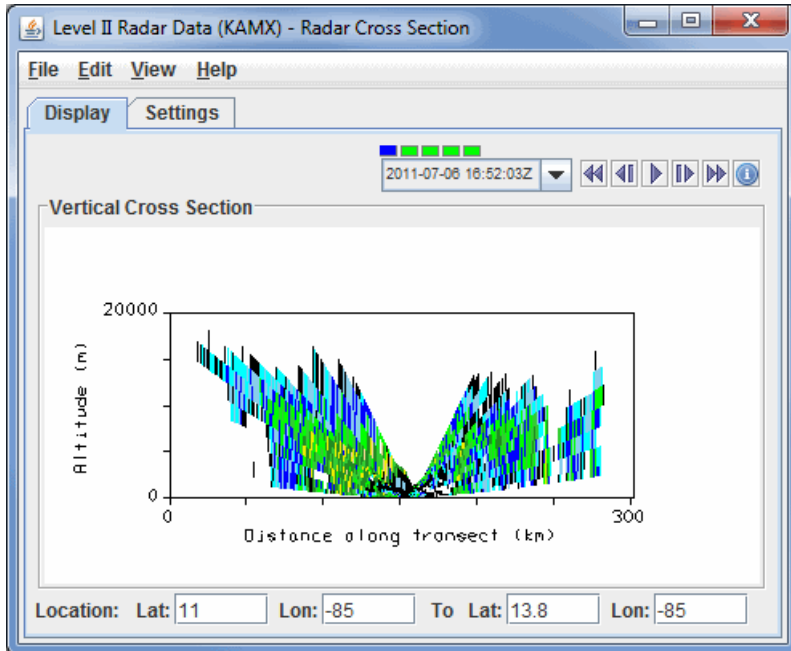 Level II Radar Data (KAMX) - Radar Cross Section
File Edit View Help
Display Settings
2011-07-06 16:52:03Z
Vertical Cross Section
20000
Altitude (m)
0
0 300
Distance along transect (km)
Location: Lat: 11 Lon: -85 To Lat: 13.8 Lon: -85